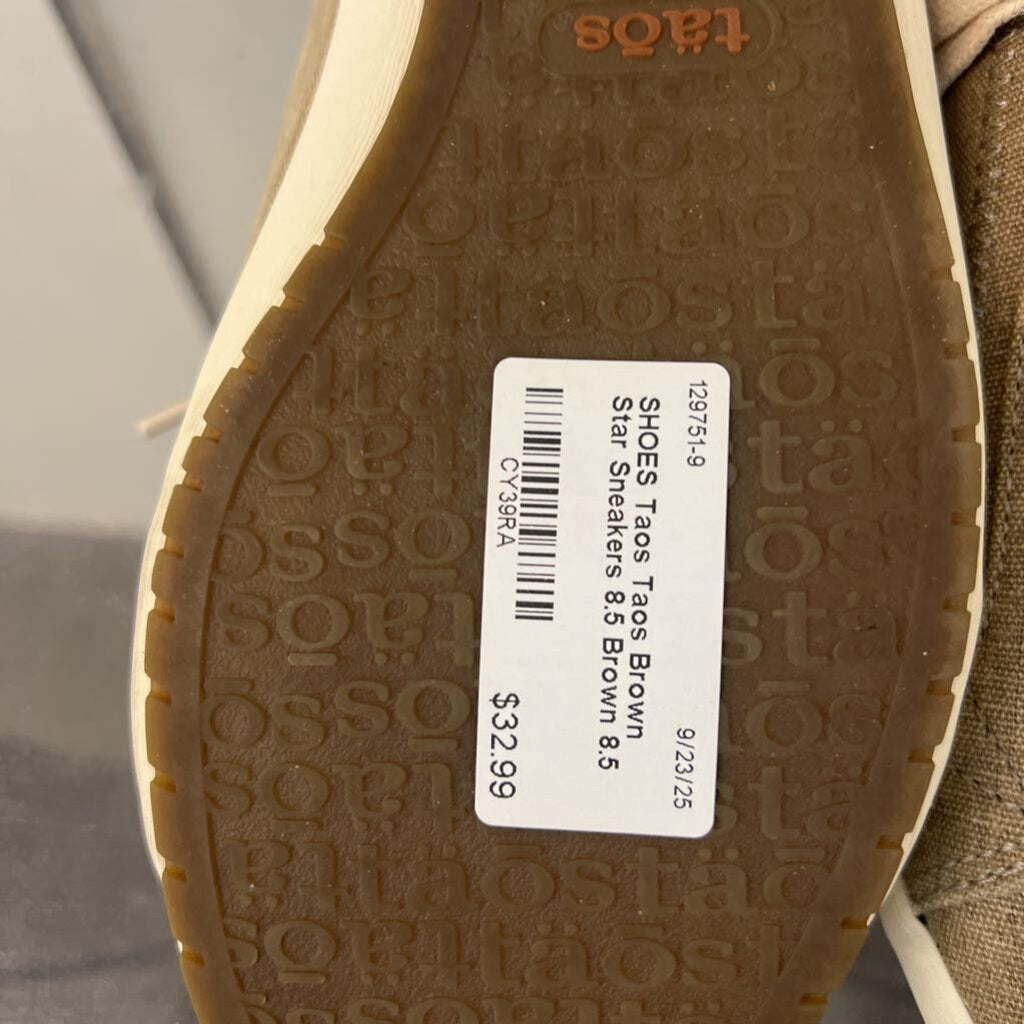 taōs
129751-9
9/23/25
SHOES Taos Taos Brown
Star Sneakers 8.5 Brown 8.5
CY39RA
$32.99